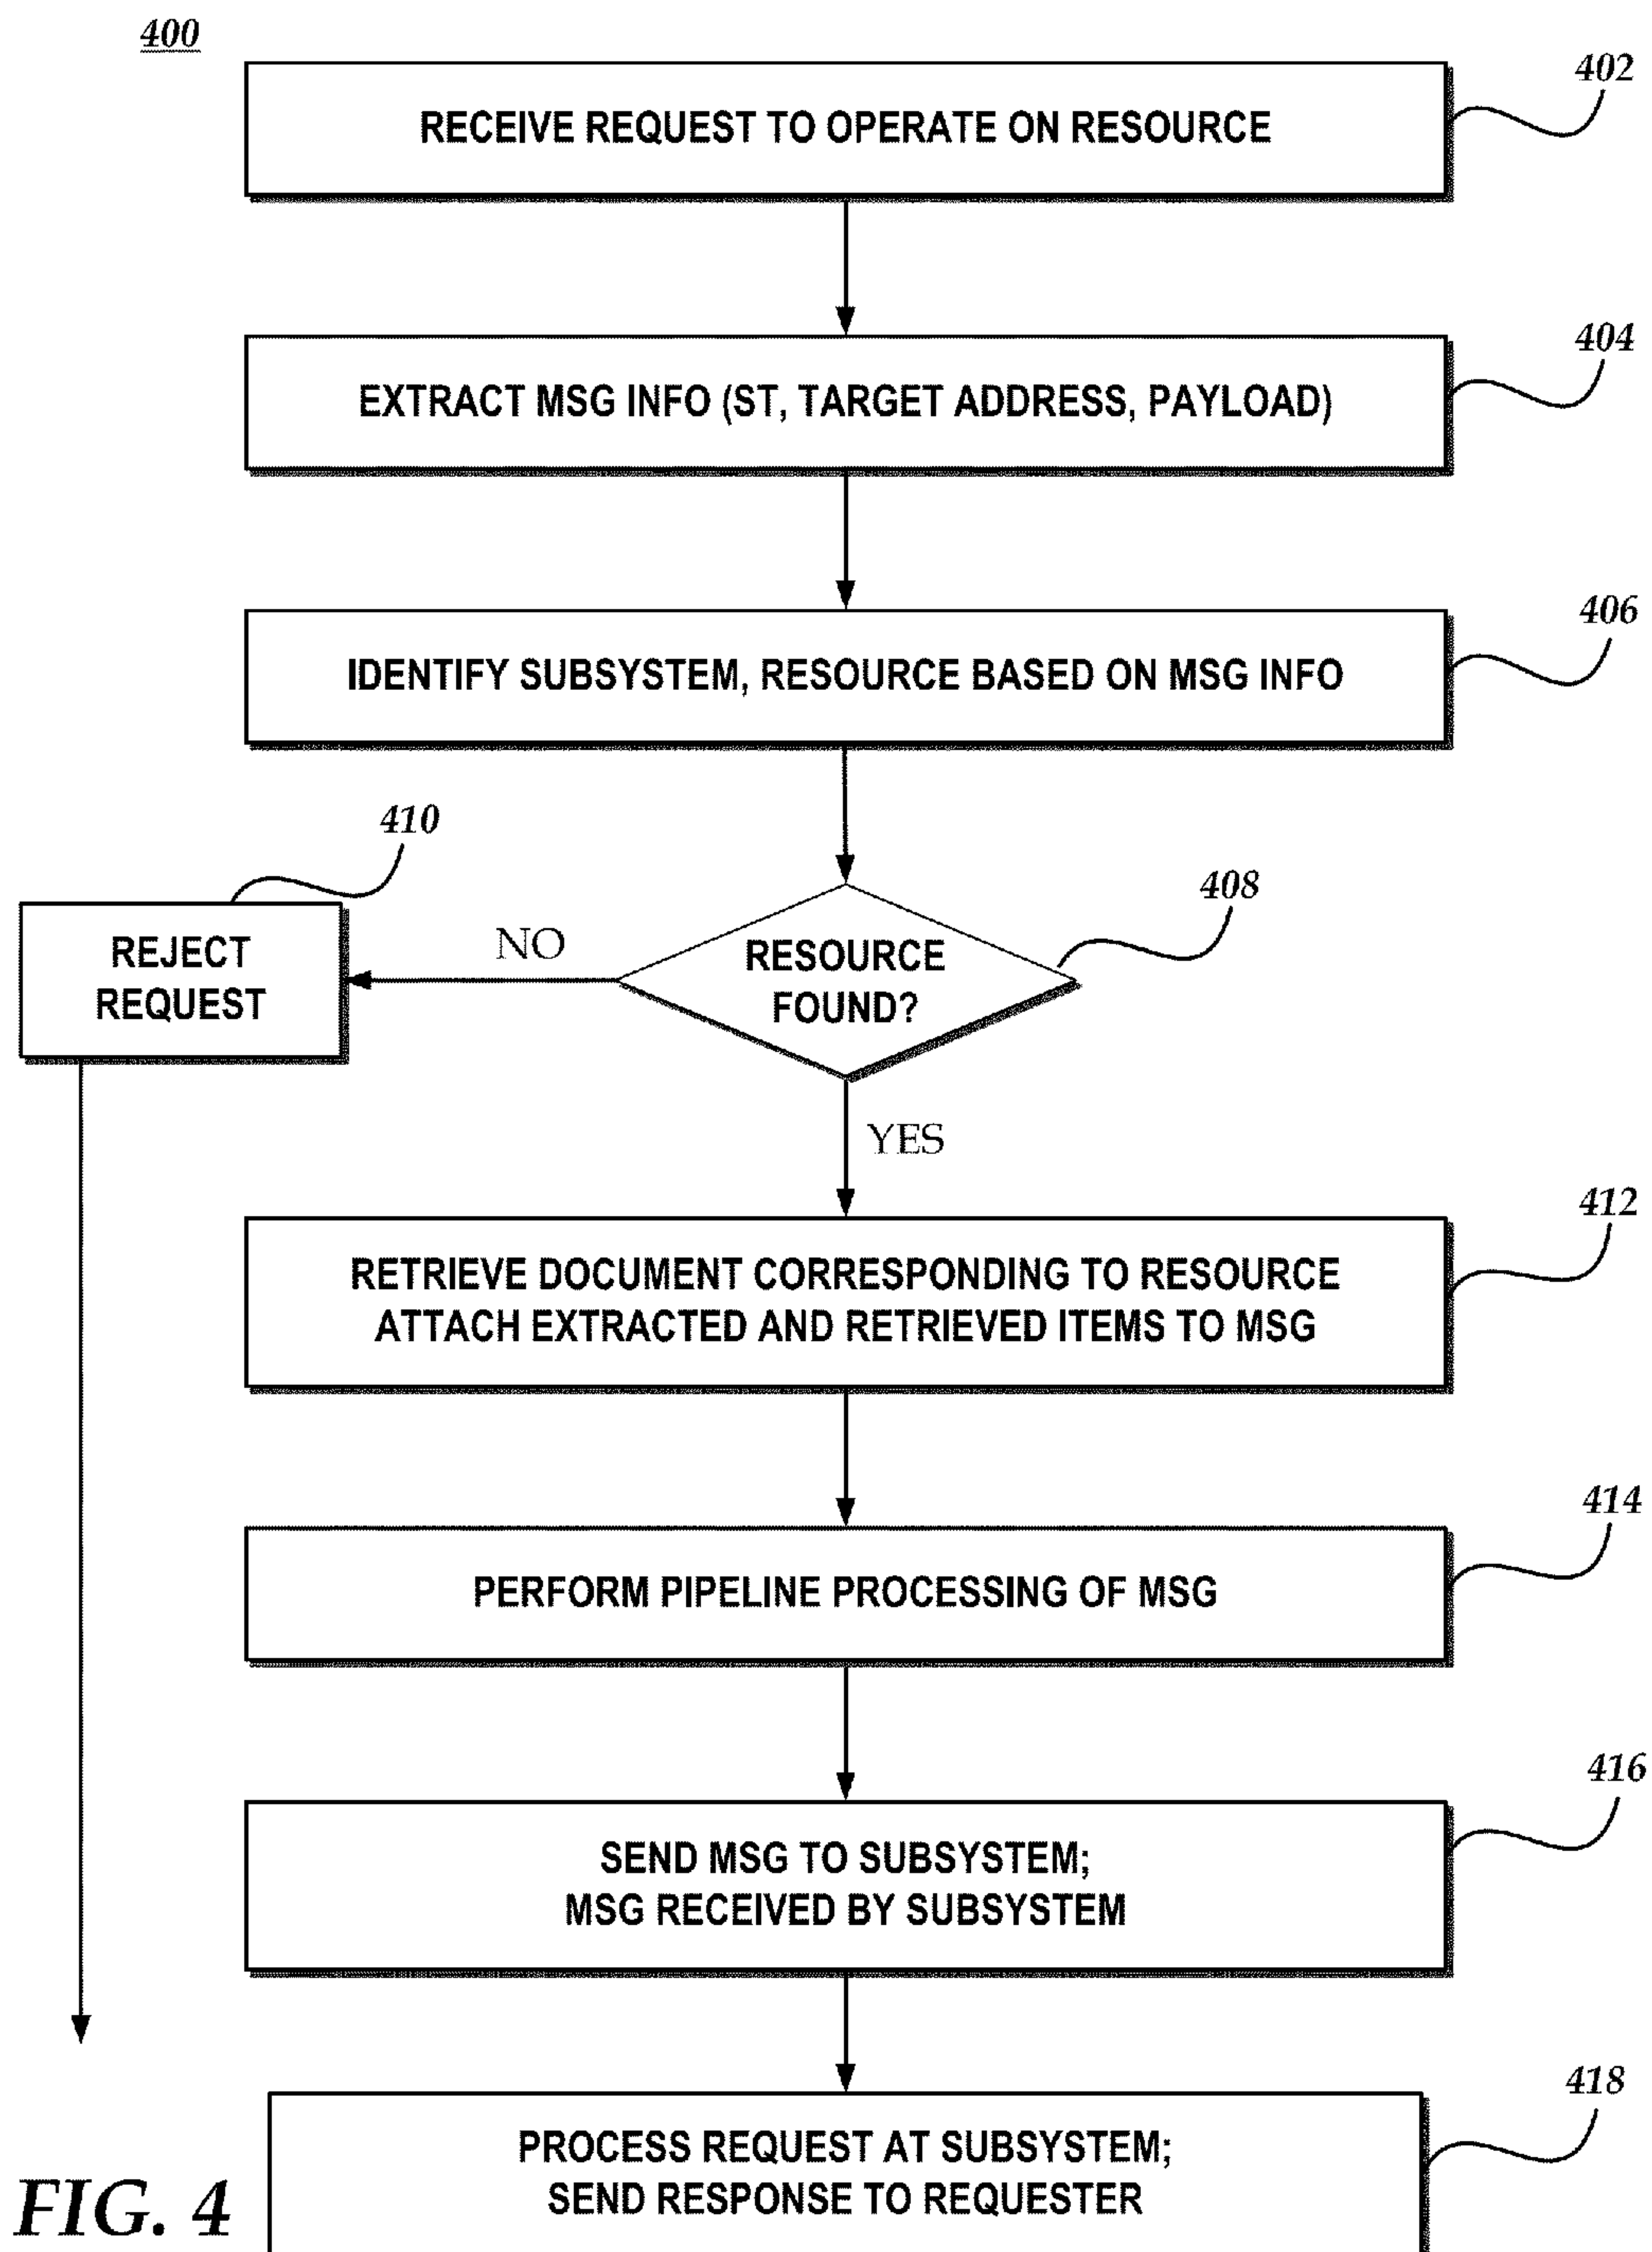 400
402
RECEIVE REQUEST TO OPERATE ON RESOURCE
404
EXTRACT MSG INFO (ST, TARGET ADDRESS, PAYLOAD)
406
IDENTIFY SUBSYSTEM, RESOURCE BASED ON MSG INFO
410
408
REJECT
REQUEST
NO
RESOURCE
FOUND?
YES
412
RETRIEVE DOCUMENT CORRESPONDING TO RESOURCE
ATTACH EXTRACTED AND RETRIEVED ITEMS TO MSG
414
PERFORM PIPELINE PROCESSING OF MSG
416
SEND MSG TO SUBSYSTEM;
MSG RECEIVED BY SUBSYSTEM
418
PROCESS REQUEST AT SUBSYSTEM;
SEND RESPONSE TO REQUESTER
FIG. 4